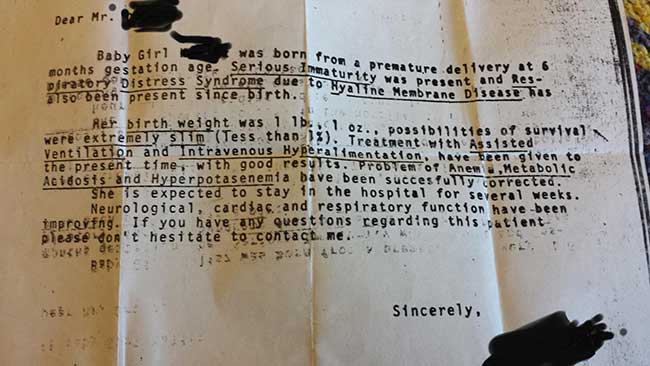 Dear Mr.
Baby Girl was born from a premature delivery at 6
months gestation age. Serious Immaturity was present and Res-
piratory Distress Syndrome due to Hyaline Membrane Disease has
also been present since birth.
Her birth weight was 1 lb., 1 oz., possibilities of survival
were extremely slim (less than 1%). Treatment with Assisted
Ventilation and Intravenous Hyperalimentation, have been given to
the present time, with good results. Problem of Anemia, Metabolic
Acidosis and Hyperpotasenemia have been succesfully corrected.
She is expected to stay in the hospital for several weeks.
Neurological, cardiac and respiratory function have been
improving. If you have any questions regarding this patient
please don't hesitate to contact me.
Sincerely,